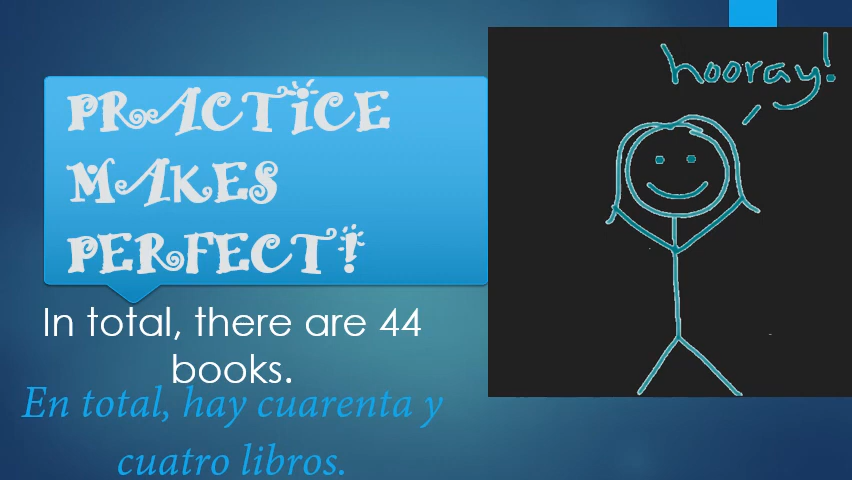 PRACTICE
MAKES
PERFECT!
hooray!
In total, there are 44
books.
En total, hay cuarenta y
cuatro libros.